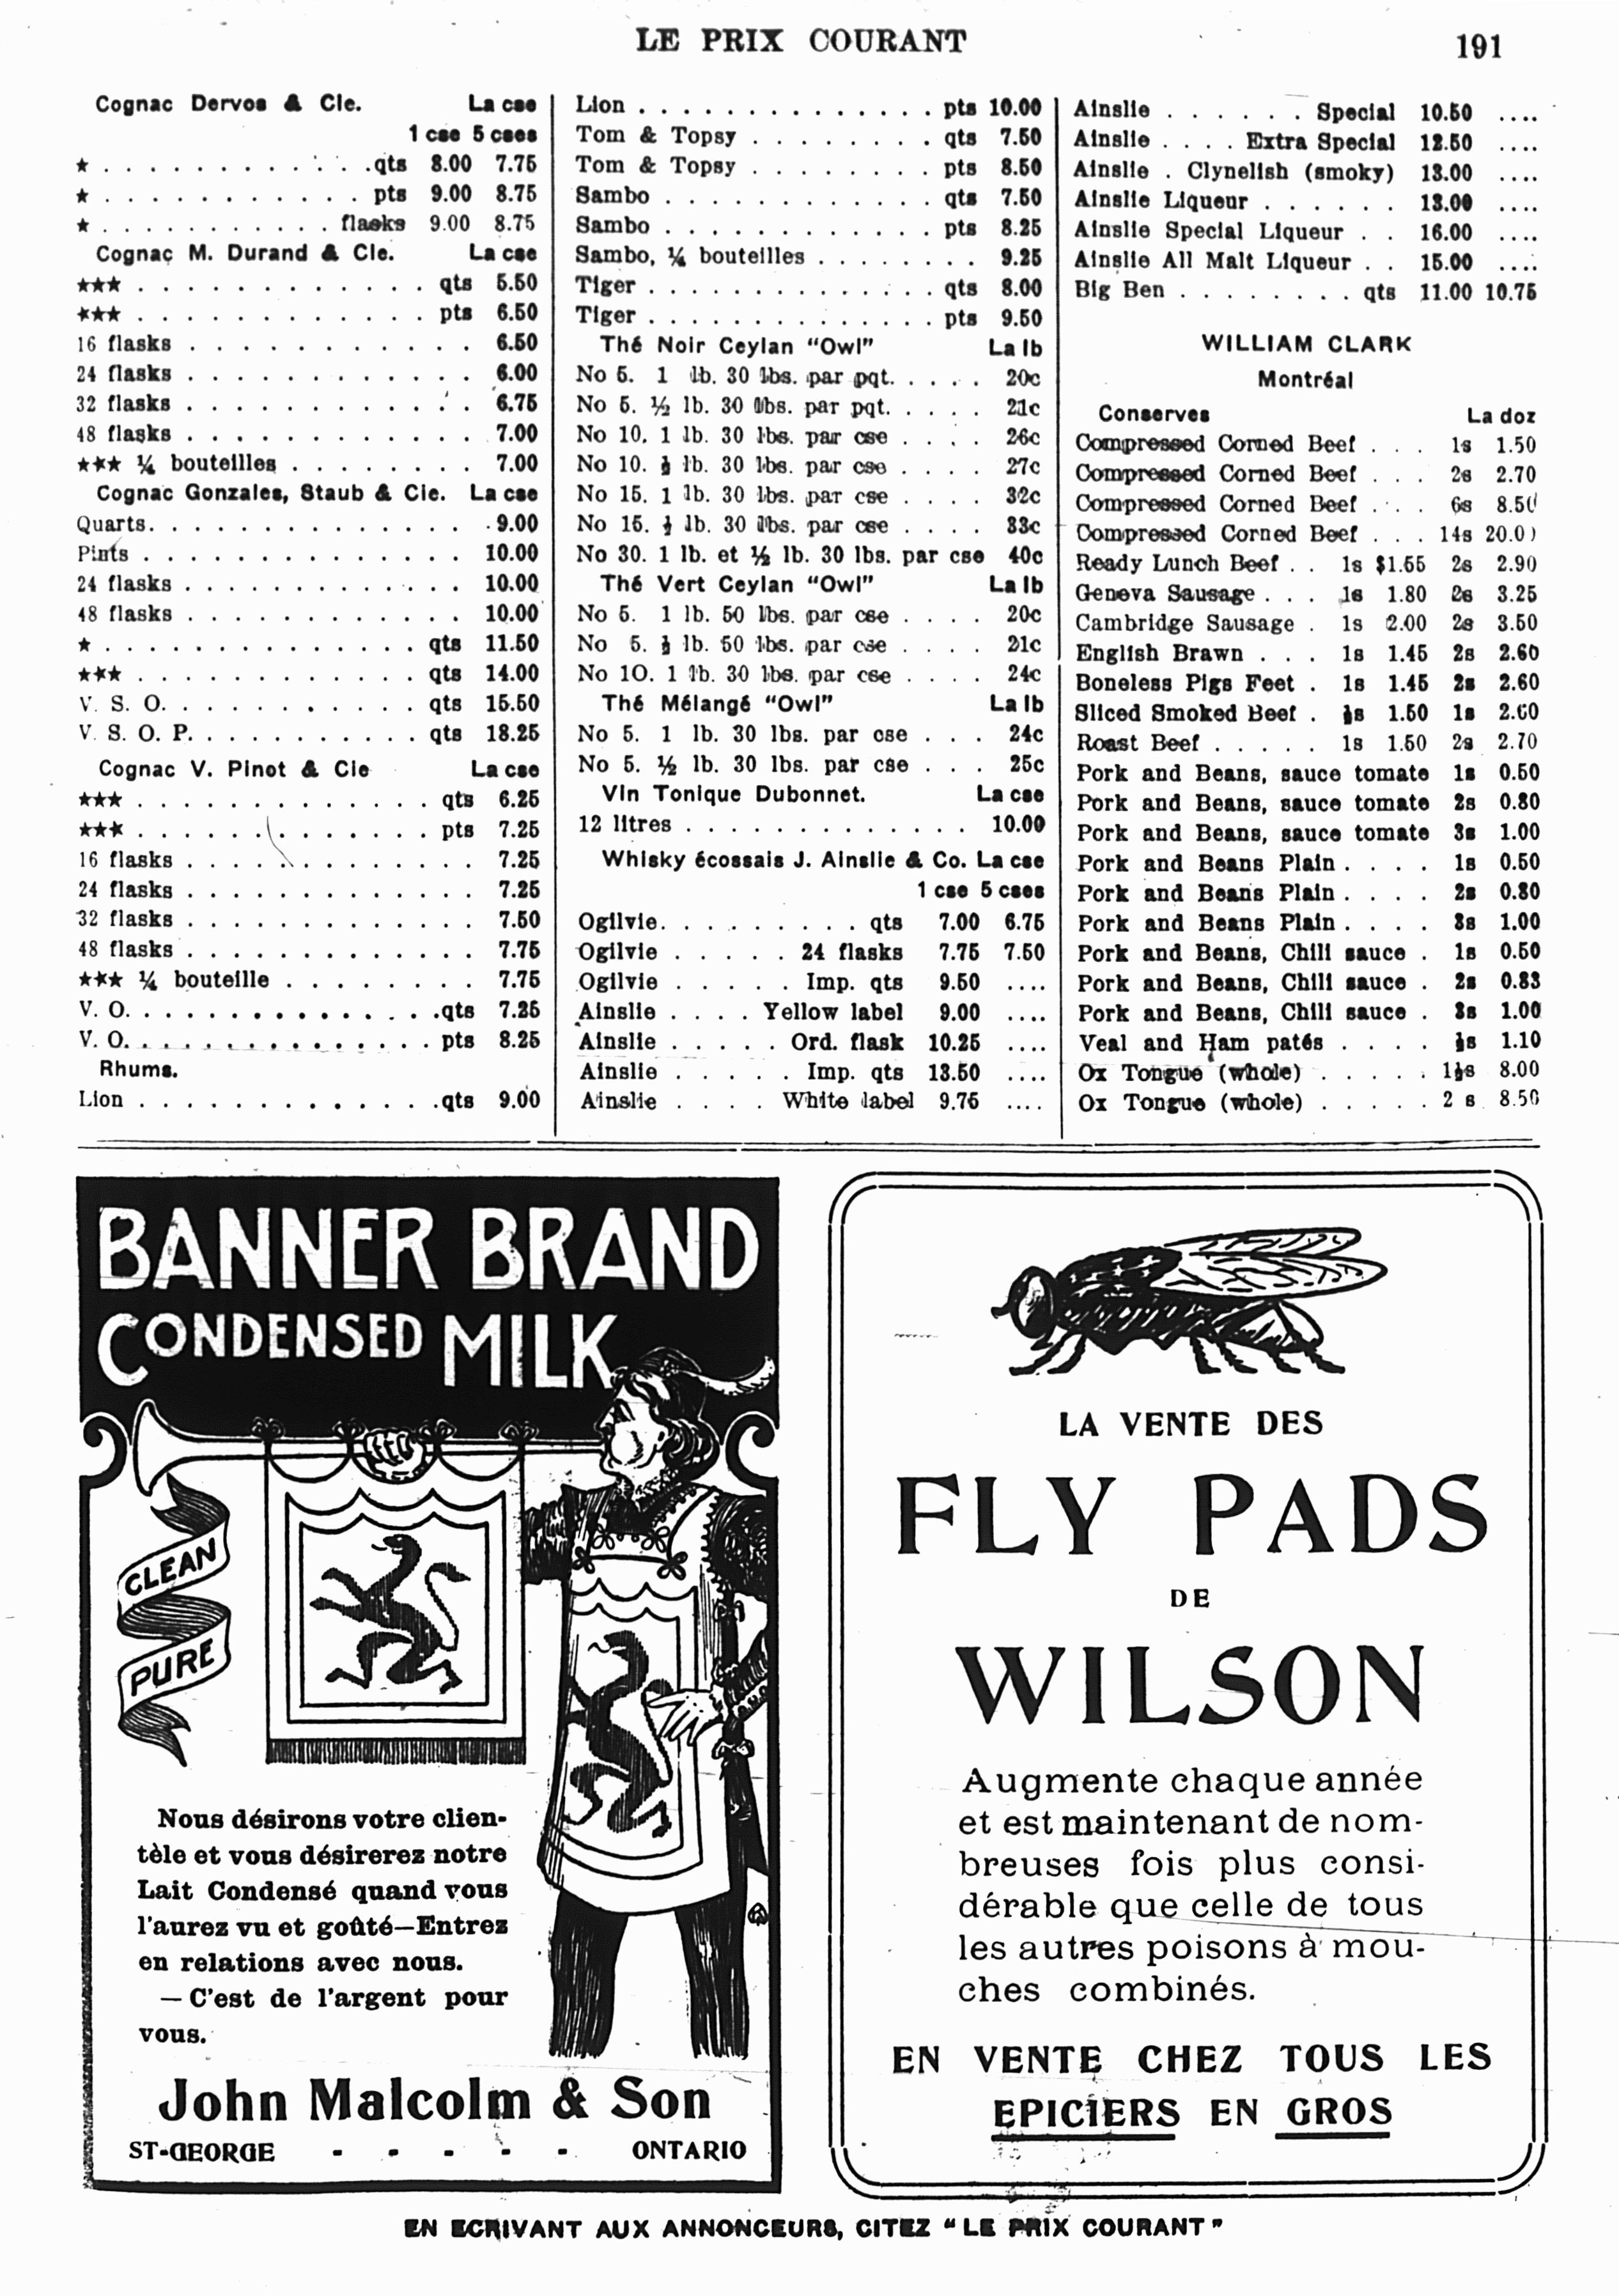 LE PRIX COURANT
191
Cognac Dervos & Cie. La cse
1 cse 5 cses
★ . . . . . . . . . . . . qts 8.00 7.75
★ . . . . . . . . . . . pts 9.00 8.75
★ . . . . . . . . . . . flasks 9.00 8.75
Cognac M. Durand & Cie. La cse
★★★ . . . . . . . . . . . . qts 5.50
★★★ . . . . . . . . . . . . pts 6.50
16 flasks . . . . . . . . . . . 6.50
24 flasks . . . . . . . . . . . 6.00
32 flasks . . . . . . . . . . . 6.75
48 flasks . . . . . . . . . . . 7.00
★★★ ¼ bouteilles . . . . . . . . 7.00
Cognac Gonzales, Staub & Cie. La cse
Quarts. . . . . . . . . . . . . 9.00
Pints . . . . . . . . . . . . . 10.00
24 flasks . . . . . . . . . . . 10.00
48 flasks . . . . . . . . . . . 10.00
★ . . . . . . . . . . . . . qts 11.50
★★★ . . . . . . . . . . . . qts 14.00
V. S. O. . . . . . . . . . . qts 15.50
V. S. O. P. . . . . . . . . . qts 18.25
Cognac V. Pinot & Cie La cse
★★★ . . . . . . . . . . . . . qts 6.25
★★★ . . . . . . . . . . . . . pts 7.25
16 flasks . . . . . . . . . . . 7.25
24 flasks . . . . . . . . . . . 7.25
32 flasks . . . . . . . . . . . 7.50
48 flasks . . . . . . . . . . . 7.75
★★★ ¼ bouteille . . . . . . . . 7.75
V. O. . . . . . . . . . . . . qts 7.25
V. O. . . . . . . . . . . . . pts 8.25
Rhums.
Lion . . . . . . . . . . . . . qts 9.00
Lion . . . . . . . . . . . . . pts 10.00
Tom & Topsy . . . . . . . . qts 7.50
Tom & Topsy . . . . . . . . pts 8.50
Sambo . . . . . . . . . . . . qts 7.50
Sambo . . . . . . . . . . . . pts 8.25
Sambo, ¼ bouteilles . . . . . . . . 9.25
Tiger . . . . . . . . . . . . . qts 8.00
Tiger . . . . . . . . . . . . . pts 9.50
Thé Noir Ceylan "Owl" La lb
No 5. 1 lb. 30 lbs. par pqt. . . . . 20c
No 5. ½ lb. 30 lbs. par pqt. . . . . 21c
No 10. 1 lb. 30 lbs. par cse . . . . 26c
No 10. ½ lb. 30 lbs. par cse . . . . 27c
No 15. 1 lb. 30 lbs. par cse . . . . 32c
No 15. ½ lb. 30 lbs. par cse . . . . 33c
No 30. 1 lb. et ½ lb. 30 lbs. par cse 40c
Thé Vert Ceylan "Owl" La lb
No 5. 1 lb. 50 lbs. par cse . . . . 20c
No 5. ½ lb. 50 lbs. par cse . . . . 21c
No 10. 1 lb. 30 lbs. par cse . . . . 24c
Thé Mélangé "Owl" La lb
No 5. 1 lb. 30 lbs. par cse . . . 24c
No 5. ½ lb. 30 lbs. par cse . . . 25c
Vin Tonique Dubonnet. La cse
12 litres . . . . . . . . . . . . . 10.00
Whisky écossais J. Ainslie & Co. La cse
1 cse 5 cses
Ogilvie. . . . . . . . . . qts 7.00 6.75
Ogilvie . . . . . 24 flasks 7.75 7.50
Ogilvie . . . . . Imp. qts 9.50 ....
Ainslie . . . . Yellow label 9.00 ....
Ainslie . . . . . Ord. flask 10.25 ....
Ainslie . . . . . Imp. qts 13.50 ....
Ainslie . . . . White label 9.75 ....
Ainslie . . . . . . Special 10.50 ....
Ainslie . . . . Extra Special 12.50 ....
Ainslie . Clynelish (smoky) 13.00 ....
Ainslie Liqueur . . . . . . 13.00 ....
Ainslie Special Liqueur . . 16.00 ....
Ainslie All Malt Liqueur . . 15.00 ....
Big Ben . . . . . . . . qts 11.00 10.75
WILLIAM CLARK
Montréal
Conserves La doz
Compressed Corned Beef . . . 1s 1.50
Compressed Corned Beef . . . 2s 2.70
Compressed Corned Beef . . . 6s 8.50
Compressed Corned Beef . . . 14s 20.0
Ready Lunch Beef . . 1s $1.55 2s 2.90
Geneva Sausage . . . 1s 1.80 2s 3.25
Cambridge Sausage . 1s 2.00 2s 3.50
English Brawn . . . 1s 1.45 2s 2.60
Boneless Pigs Feet . 1s 1.45 2s 2.60
Sliced Smoked Beef . ½s 1.50 1s 2.60
Roast Beef . . . . . 1s 1.50 2s 2.70
Pork and Beans, sauce tomate 1s 0.50
Pork and Beans, sauce tomate 2s 0.80
Pork and Beans, sauce tomate 3s 1.00
Pork and Beans Plain . . . . 1s 0.50
Pork and Beans Plain . . . . 2s 0.80
Pork and Beans Plain . . . . 3s 1.00
Pork and Beans, Chili sauce . 1s 0.50
Pork and Beans, Chili sauce . 2s 0.83
Pork and Beans, Chili sauce . 3s 1.00
Veal and Ham patés . . . . ½s 1.10
Ox Tongue (whole) . . . . . 1½s 8.00
Ox Tongue (whole) . . . . . 2 s 8.50
BANNER BRAND
CONDENSED MILK
CLEAN
PURE
Nous désirons votre clien-
tèle et vous désirerez notre
Lait Condensé quand vous
l'aurez vu et goûté—Entrez
en relations avec nous.
— C'est de l'argent pour
vous.
John Malcolm & Son
ST-GEORGE - - - - - ONTARIO
LA VENTE DES
FLY PADS
DE
WILSON
Augmente chaque année
et est maintenant de nom-
breuses fois plus consi-
dérable que celle de tous
les autres poisons à mou-
ches combinés.
EN VENTE CHEZ TOUS LES
EPICIERS EN GROS
EN ECRIVANT AUX ANNONCEURS, CITEZ "LE PRIX COURANT"